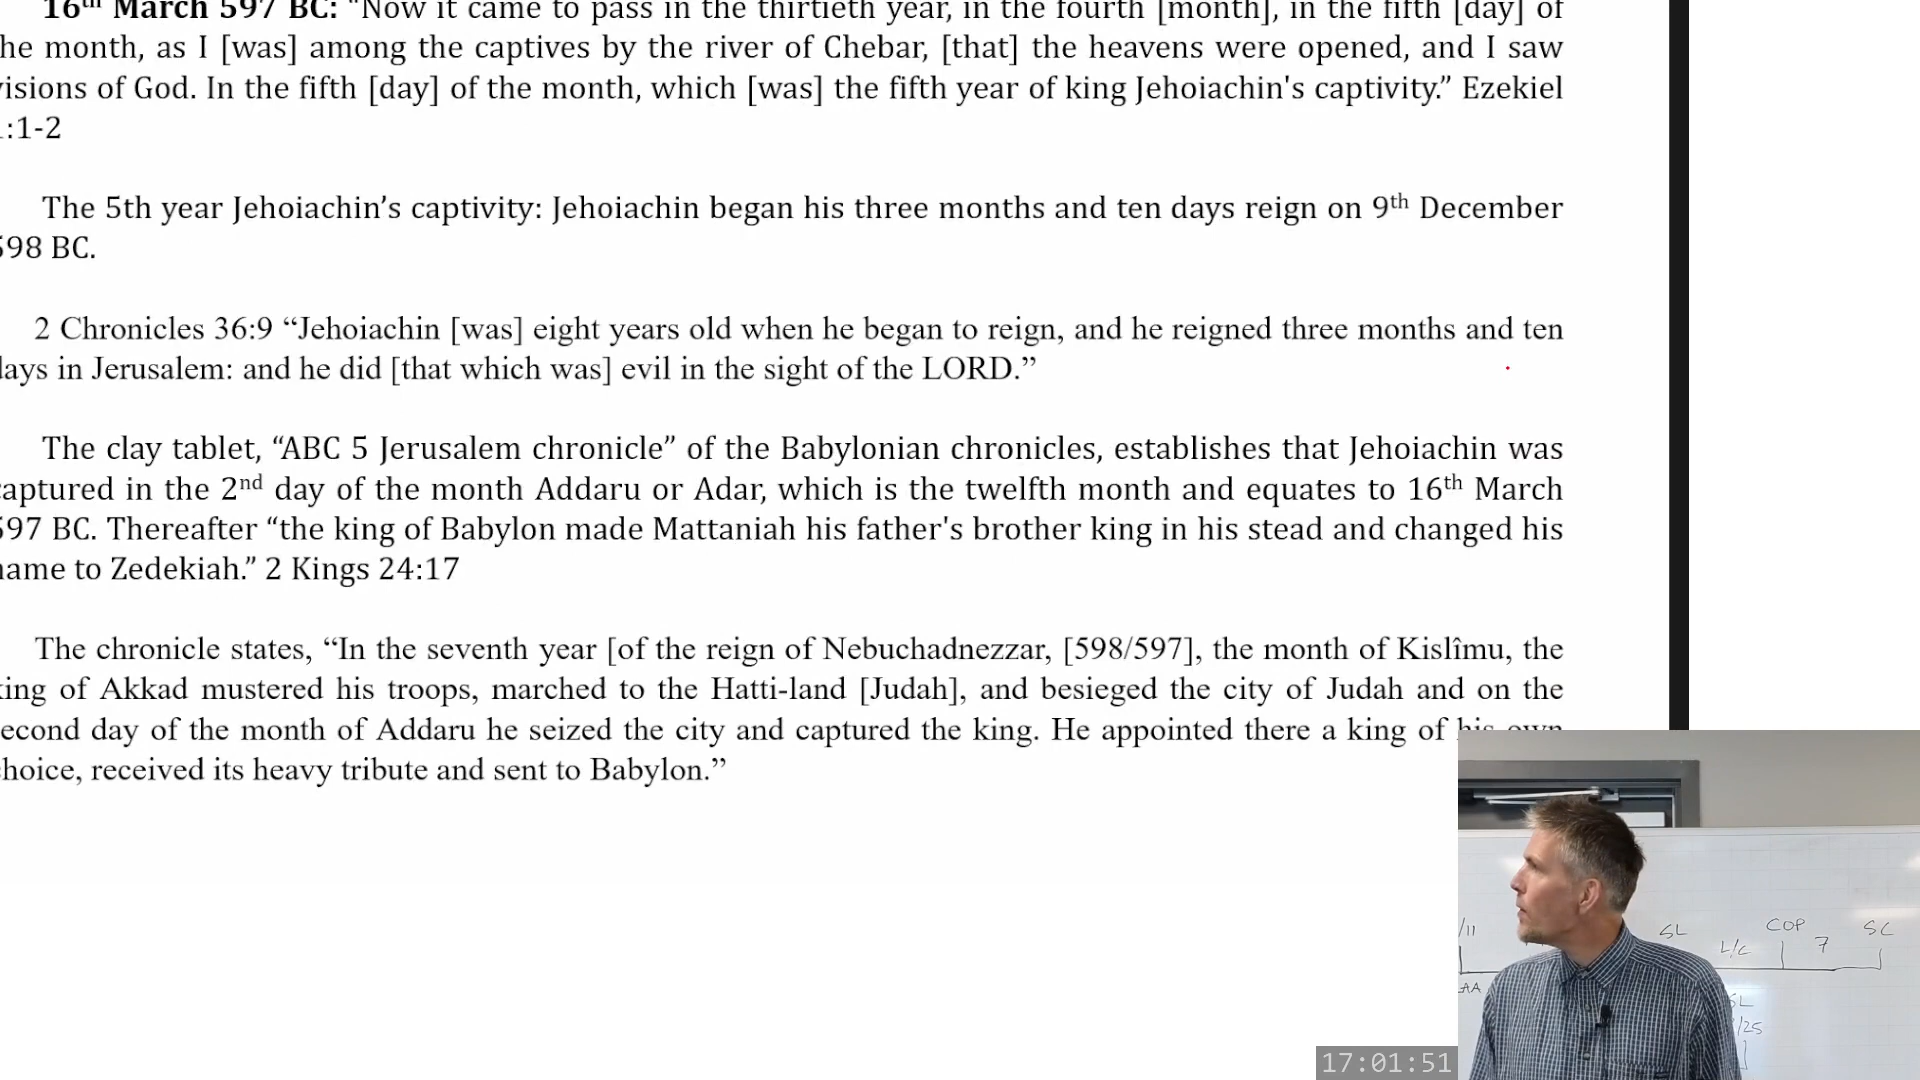 16th March 597 BC: “Now it came to pass in the thirtieth year, in the fourth [month], in the fifth [day] of
he month, as I [was] among the captives by the river of Chebar, [that] the heavens were opened, and I saw
visions of God. In the fifth [day] of the month, which [was] the fifth year of king Jehoiachin's captivity.” Ezekiel
:1-2
The 5th year Jehoiachin’s captivity: Jehoiachin began his three months and ten days reign on 9th December
598 BC.
2 Chronicles 36:9 “Jehoiachin [was] eight years old when he began to reign, and he reigned three months and ten
days in Jerusalem: and he did [that which was] evil in the sight of the LORD.”
The clay tablet, “ABC 5 Jerusalem chronicle” of the Babylonian chronicles, establishes that Jehoiachin was
captured in the 2nd day of the month Addaru or Adar, which is the twelfth month and equates to 16th March
597 BC. Thereafter “the king of Babylon made Mattaniah his father's brother king in his stead and changed his
name to Zedekiah.” 2 Kings 24:17
The chronicle states, “In the seventh year [of the reign of Nebuchadnezzar, [598/597], the month of Kislîmu, the
king of Akkad mustered his troops, marched to the Hatti-land [Judah], and besieged the city of Judah and on the
second day of the month of Addaru he seized the city and captured the king. He appointed there a king of his own
choice, received its heavy tribute and sent to Babylon.”
/11 SL L/C COP 7 SC
AA SL
/25
17:01:51